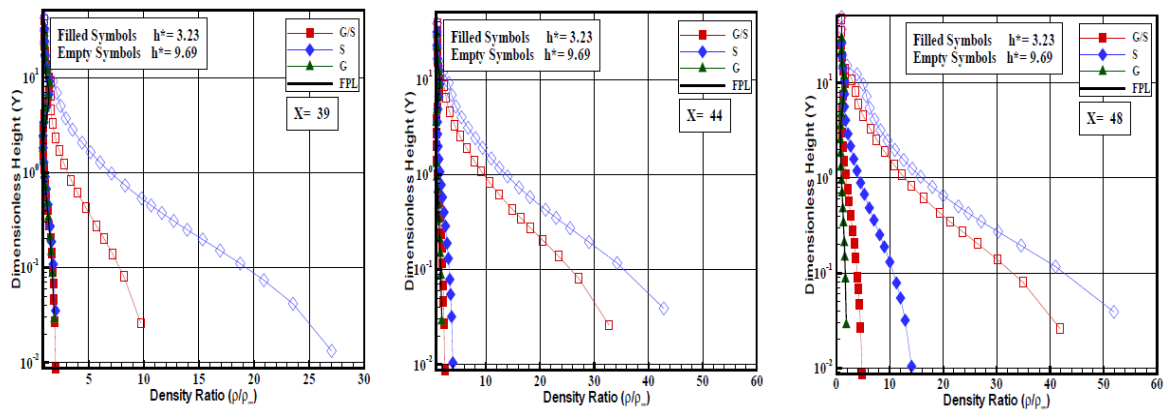 Filled Symbols h*= 3.23
Empty Symbols h*= 9.69
G/S
S
G
FPL
X= 39
Dimensionless Height (Y)
10¹
10⁰
10⁻¹
10⁻²
5 10 15 20 25 30
Density Ratio (ρ/ρ∞)
Filled Symbols h*= 3.23
Empty Symbols h*= 9.69
G/S
S
G
FPL
X= 44
Dimensionless Height (Y)
10¹
10⁰
10⁻¹
10⁻²
10 20 30 40 50 60
Density Ratio (ρ/ρ∞)
Filled Symbols h*= 3.23
Empty Symbols h*= 9.69
G/S
S
G
FPL
X= 48
Dimensionless Height (Y)
10¹
10⁰
10⁻¹
10⁻²
0 10 20 30 40 50 60
Density Ratio (ρ/ρ∞)